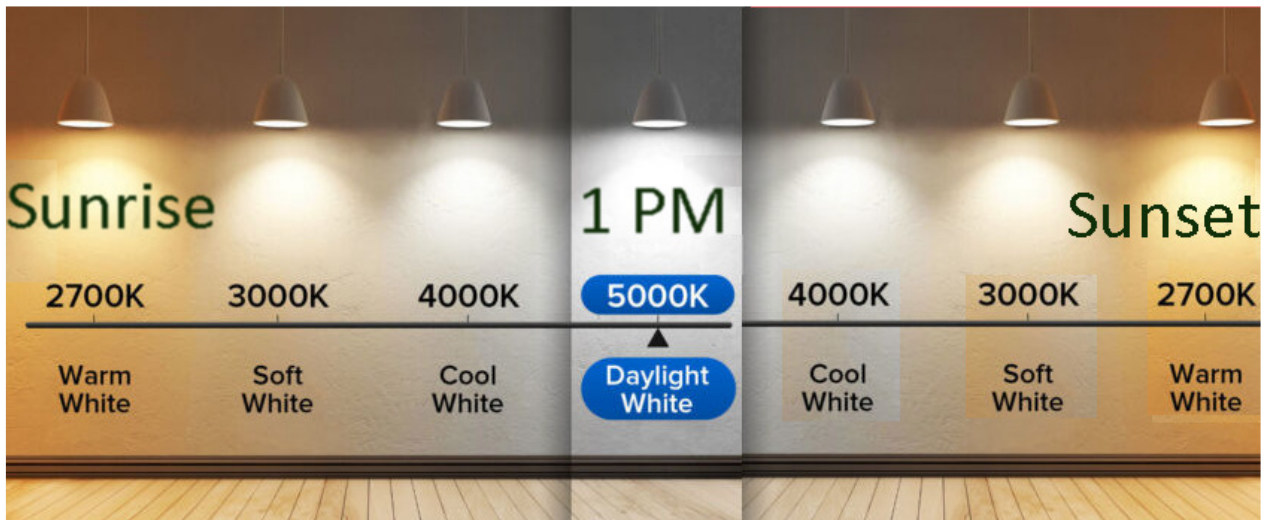 Sunrise
1 PM
Sunset
2700K
3000K
4000K
5000K
4000K
3000K
2700K
Warm
White
Soft
White
Cool
White
Daylight
White
Cool
White
Soft
White
Warm
White